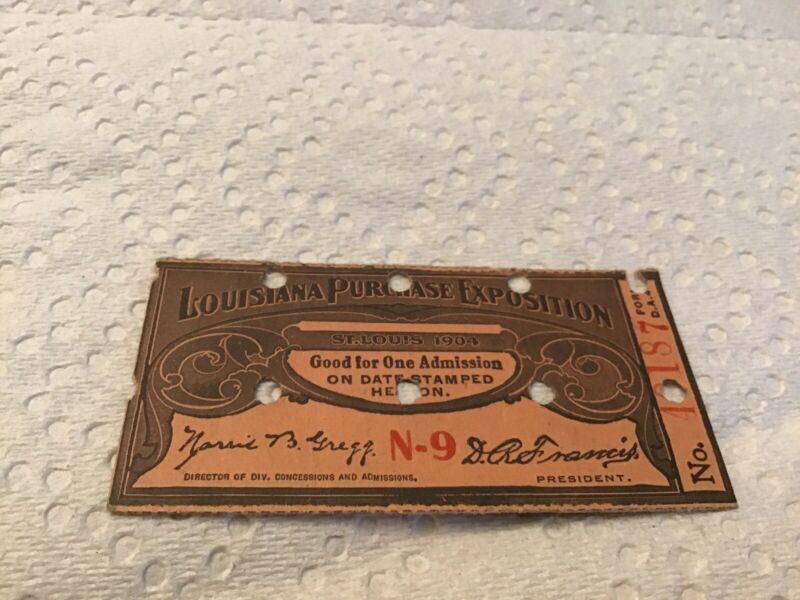 LOUISIANA PURCHASE EXPOSITION
ST. LOUIS 1904
Good for One Admission
ON DATE STAMPED
HEREON.
Norris B. Gregg. N-9 D. R. Francis.
DIRECTOR OF DIV. CONCESSIONS AND ADMISSIONS. PRESIDENT.
No.
FOR